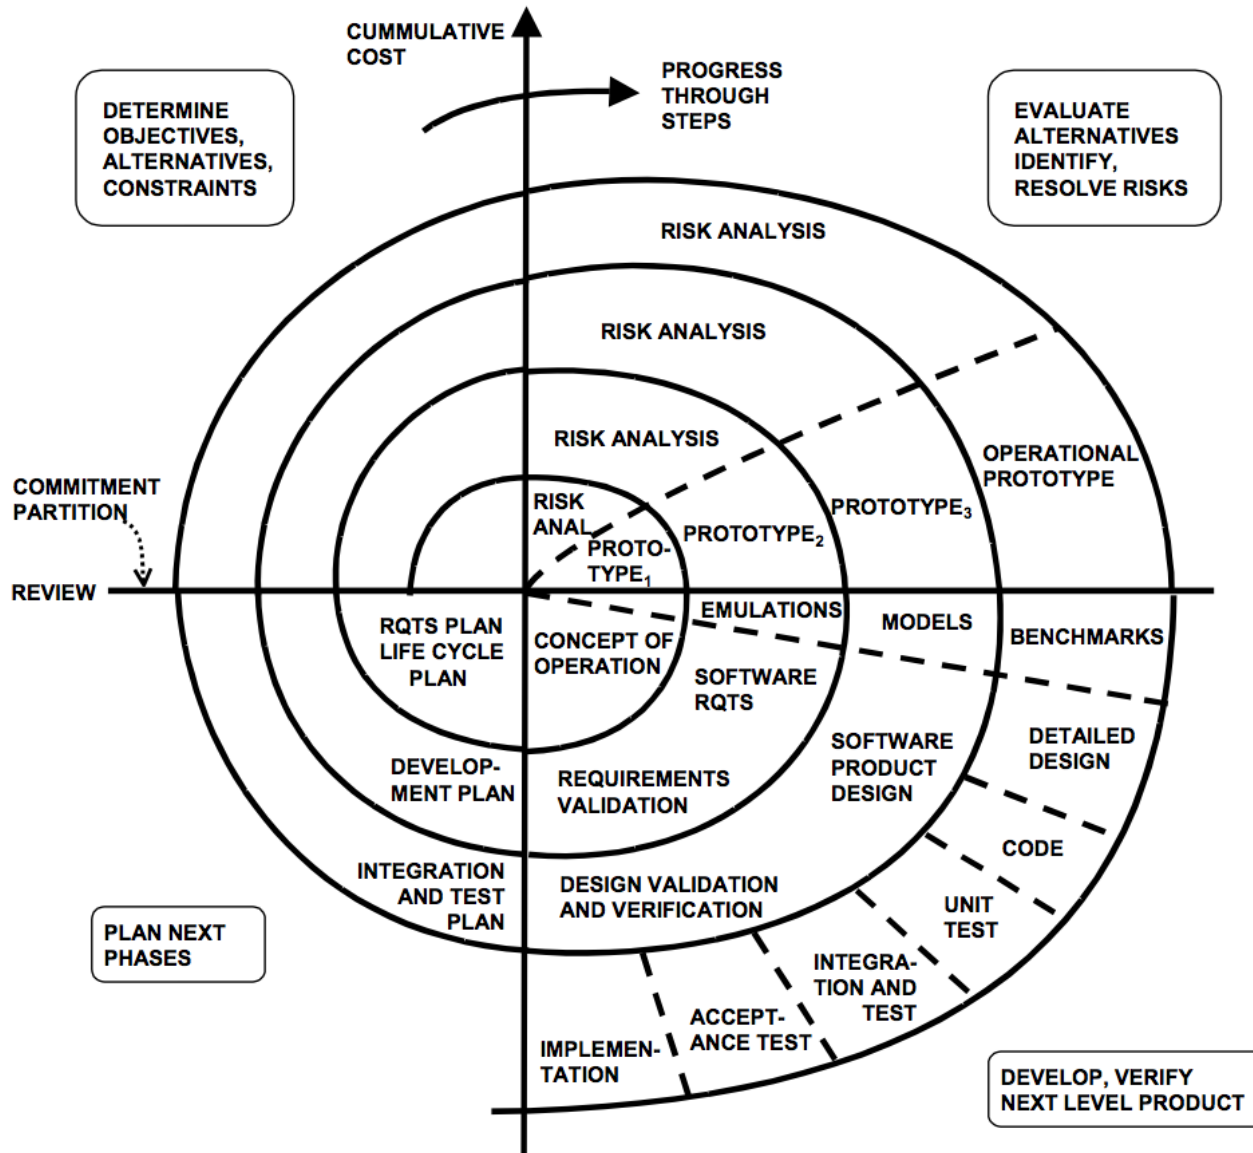 CUMMULATIVE
COST
PROGRESS
THROUGH
STEPS
DETERMINE
OBJECTIVES,
ALTERNATIVES,
CONSTRAINTS
EVALUATE
ALTERNATIVES
IDENTIFY,
RESOLVE RISKS
RISK ANALYSIS
RISK ANALYSIS
RISK ANALYSIS
RISK
ANAL.
PROTO-
TYPE1
PROTOTYPE2
PROTOTYPE3
OPERATIONAL
PROTOTYPE
COMMITMENT
PARTITION
REVIEW
EMULATIONS
MODELS
BENCHMARKS
RQTS PLAN
LIFE CYCLE
PLAN
CONCEPT OF
OPERATION
SOFTWARE
RQTS
SOFTWARE
PRODUCT
DESIGN
DETAILED
DESIGN
DEVELOP-
MENT PLAN
REQUIREMENTS
VALIDATION
CODE
INTEGRATION
AND TEST
PLAN
DESIGN VALIDATION
AND VERIFICATION
UNIT
TEST
PLAN NEXT
PHASES
INTEGRA-
TION AND
TEST
ACCEPT-
ANCE TEST
IMPLEMEN-
TATION
DEVELOP, VERIFY
NEXT LEVEL PRODUCT